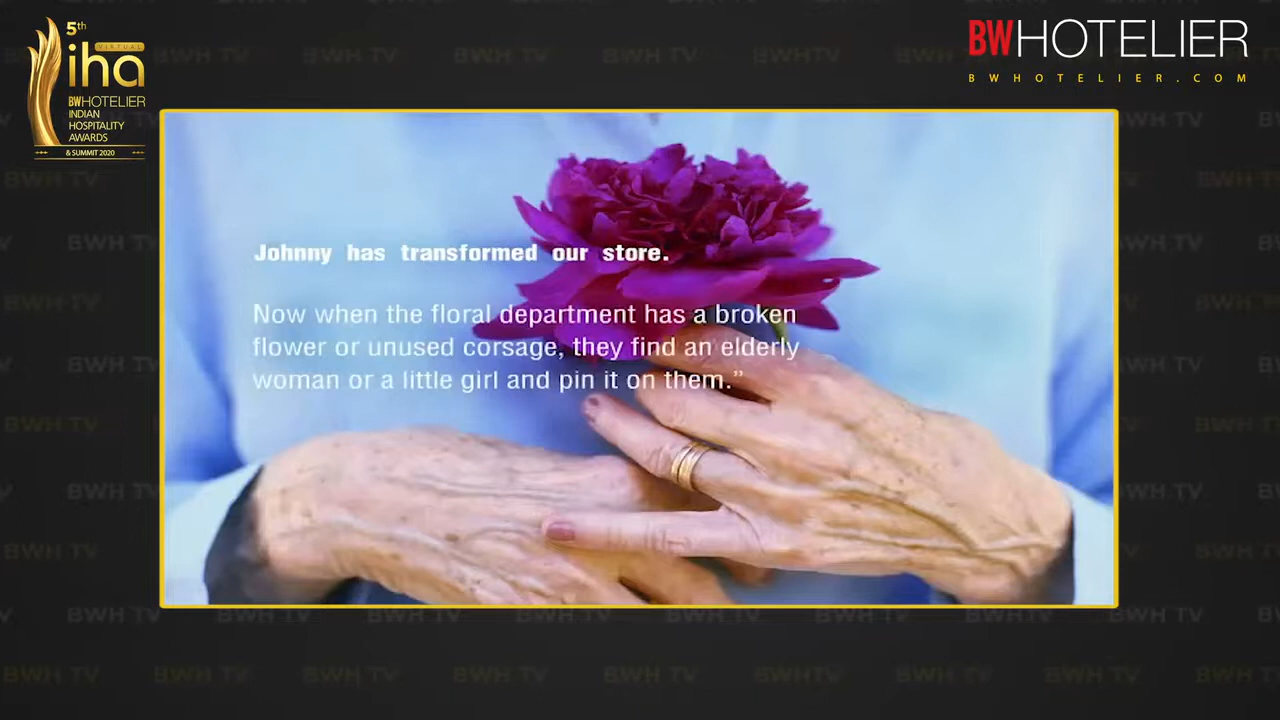 5th
VIRTUAL
iha
BWHOTELIER
INDIAN
HOSPITALITY
AWARDS
& SUMMIT 2020
BWHOTELIER
BWHOTELIER.COM
Johnny has transformed our store.
Now when the floral department has a broken
flower or unused corsage, they find an elderly
woman or a little girl and pin it on them.”
BWH TV